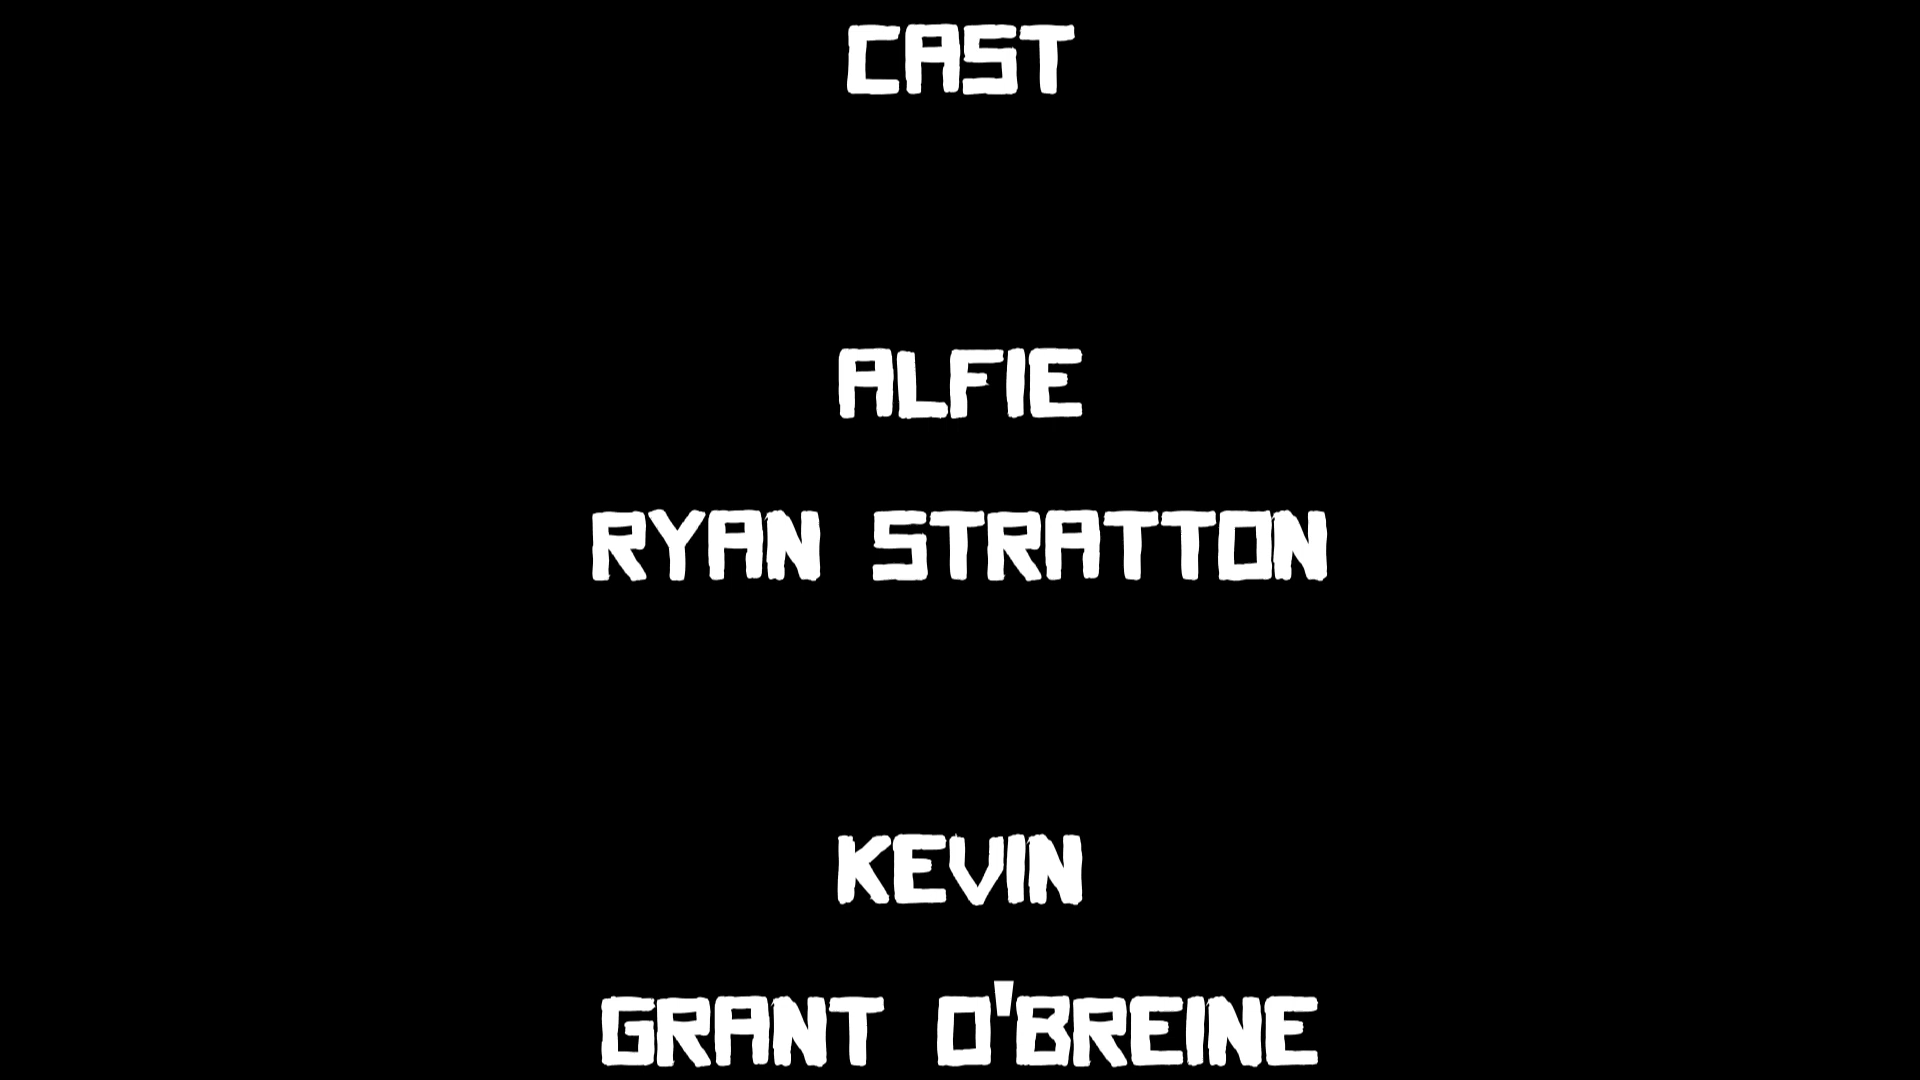 CAST
ALFIE
RYAN STRATTON
KEVIN
GRANT O'BREINE